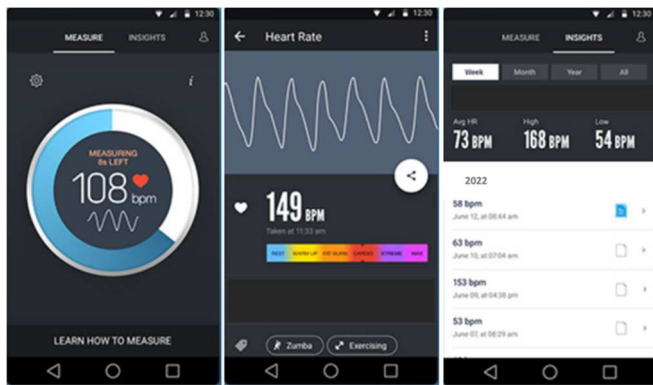 12:30
MEASURE INSIGHTS
i
MEASURING
8s LEFT
108 bpm
LEARN HOW TO MEASURE
12:30
Heart Rate
149 BPM
Taken at 11:33 am
REST WARM UP FAT BURN CARDIO XTREME MAX
Zumba Exercising
12:30
MEASURE INSIGHTS
Week Month Year All
Avg HR High Low
73 BPM 168 BPM 54 BPM
2022
58 bpm
June 12, at 08:44 am
63 bpm
June 10, at 07:04 am
153 bpm
June 09, at 04:38 pm
53 bpm
June 07, at 08:29 am